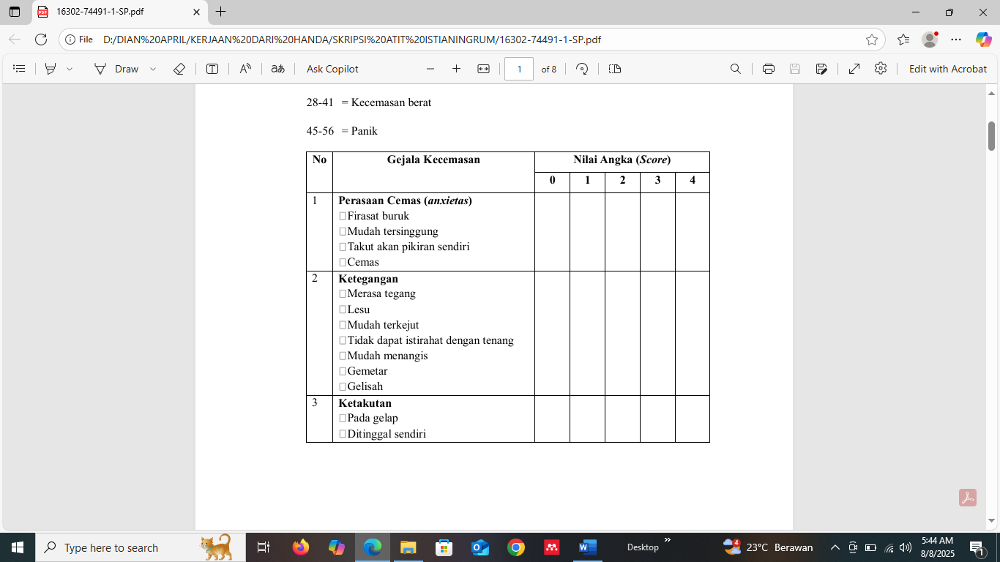 16302-74491-1-SP.pdf
File D:/DIAN%20APRIL/KERJAAN%20DARI%20HANDA/SKRIPSI%20ATIT%20ISTIANINGRUM/16302-74491-1-SP.pdf
Draw Ask Copilot 1 of 8 Edit with Acrobat
28-41 = Kecemasan berat
45-56 = Panik
No Gejala Kecemasan Nilai Angka (Score)
0 1 2 3 4
1 Perasaan Cemas (anxietas)
□Firasat buruk
□Mudah tersinggung
□Takut akan pikiran sendiri
□Cemas
2 Ketegangan
□Merasa tegang
□Lesu
□Mudah terkejut
□Tidak dapat istirahat dengan tenang
□Mudah menangis
□Gemetar
□Gelisah
3 Ketakutan
□Pada gelap
□Ditinggal sendiri
Type here to search Desktop 23°C Berawan 5:44 AM
8/8/2025